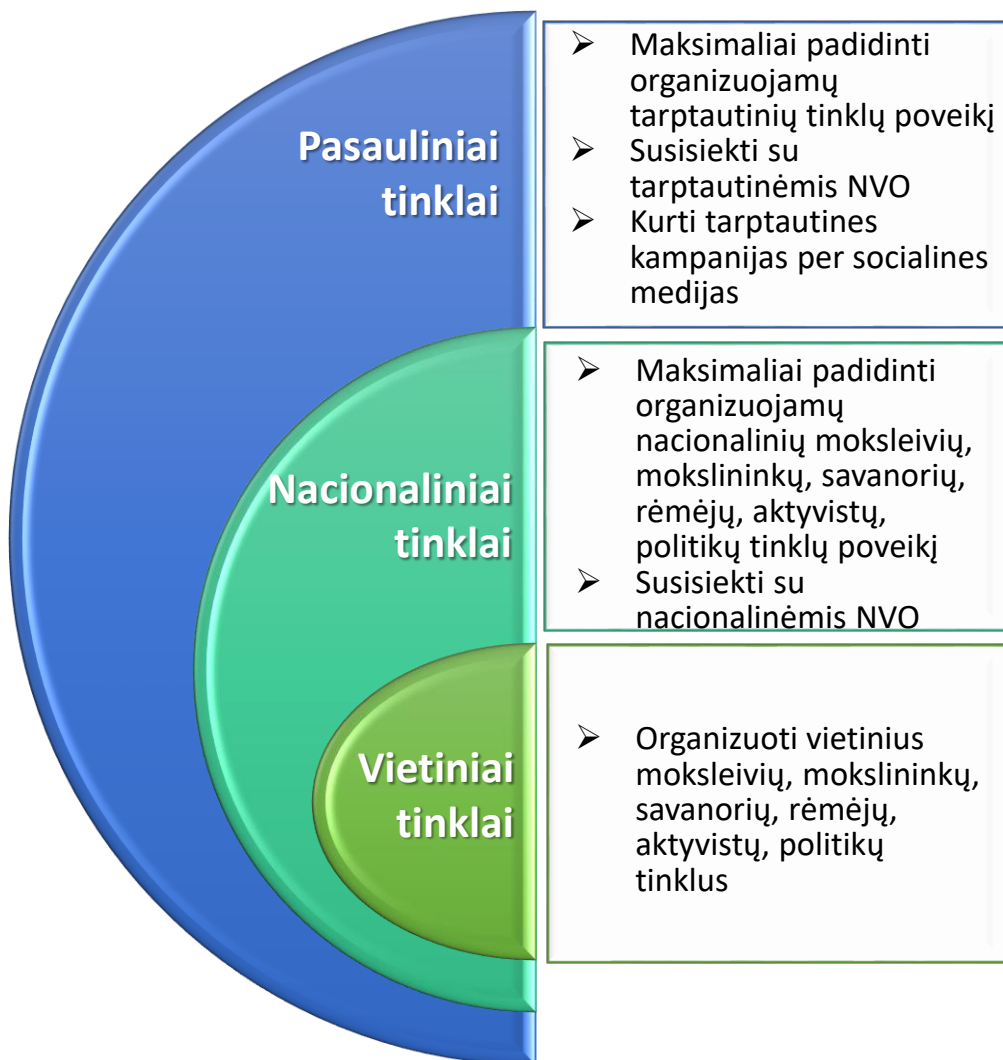 Pasauliniai
tinklai
➢ Maksimaliai padidinti
organizuojamų
tarptautinių tinklų poveikį
➢ Susisiekti su
tarptautinėmis NVO
➢ Kurti tarptautines
kampanijas per socialines
medijas
Nacionaliniai
tinklai
➢ Maksimaliai padidinti
organizuojamų
nacionalinių moksleivių,
mokslininkų, savanorių,
rėmėjų, aktyvistų,
politikų tinklų poveikį
➢ Susisiekti su
nacionalinėmis NVO
Vietiniai
tinklai
➢ Organizuoti vietinius
moksleivių, mokslininkų,
savanorių, rėmėjų,
aktyvistų, politikų
tinklus